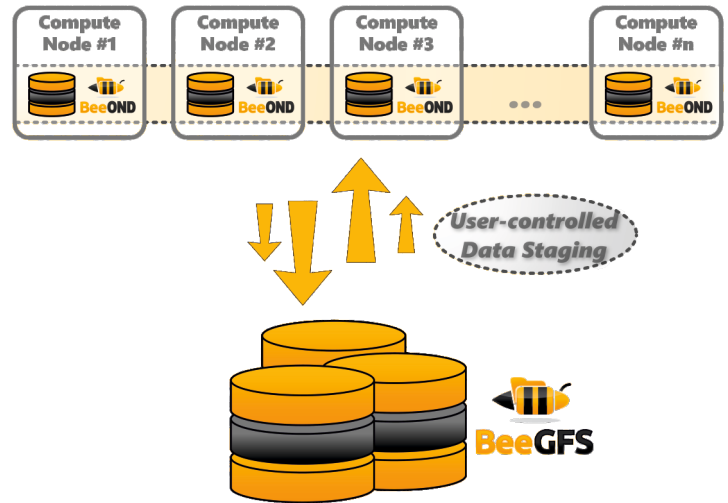 Compute
Node #1
Compute
Node #2
Compute
Node #3
Compute
Node #n
BeeOND
BeeOND
BeeOND
...
BeeOND
User-controlled
Data Staging
BeeGFS